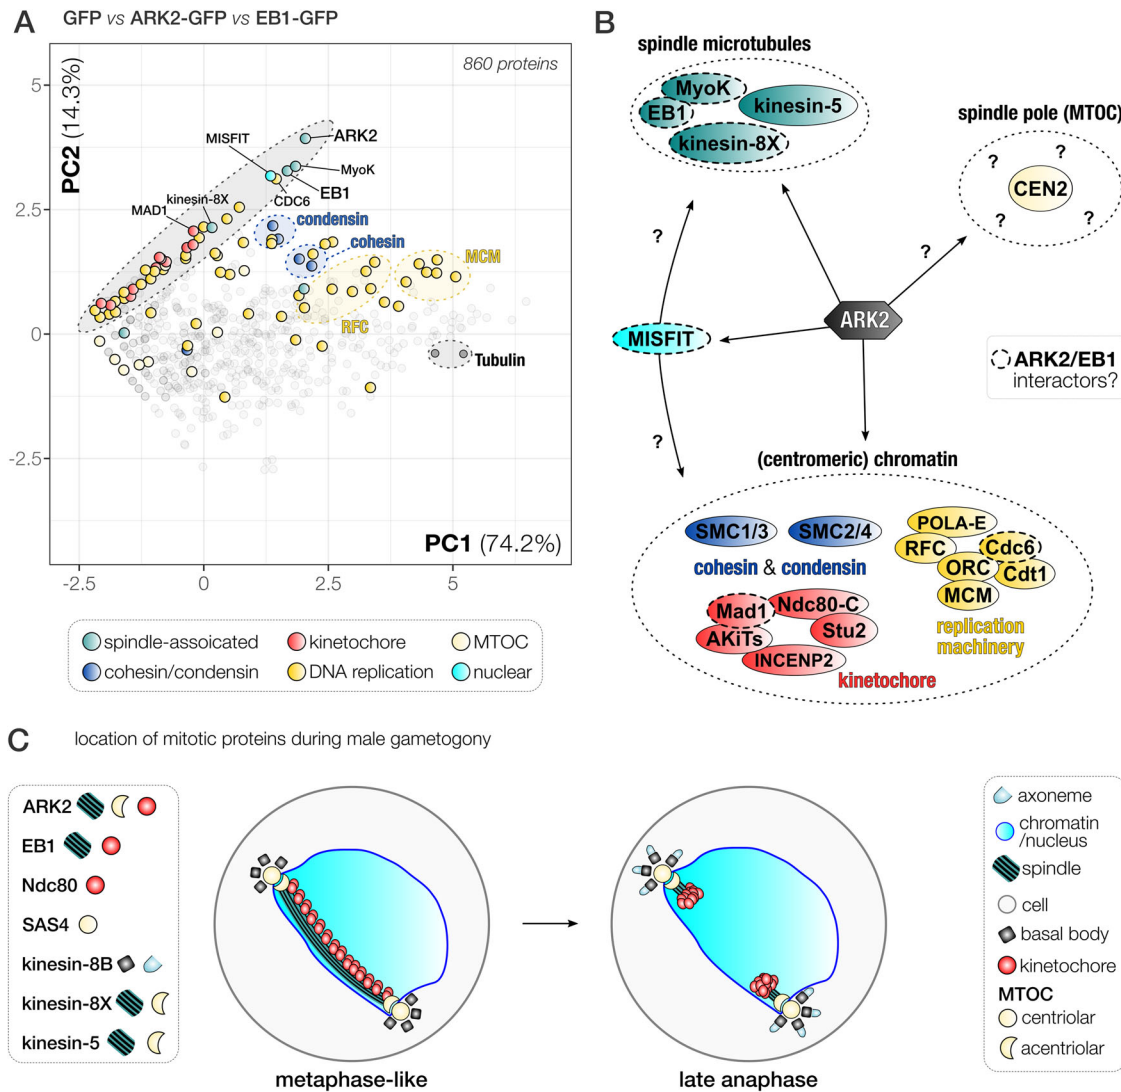 A
GFP vs ARK2-GFP vs EB1-GFP
860 proteins
PC2 (14.3%)
5
2.5
0
-2.5
MISFIT
ARK2
MyoK
EB1
CDC6
kinesin-8X
MAD1
condensin
cohesin
MCM
RFC
Tubulin
PC1 (74.2%)
-2.5
0
2.5
5
spindle-assoicated
kinetochore
MTOC
cohesin/condensin
DNA replication
nuclear
B
spindle microtubules
MyoK
EB1
kinesin-5
kinesin-8X
spindle pole (MTOC)
?
?
CEN2
?
?
?
?
ARK2
MISFIT
?
ARK2/EB1
interactors?
(centromeric) chromatin
SMC1/3
SMC2/4
cohesin & condensin
POLA-E
RFC
Cdc6
ORC
Cdt1
MCM
replication
machinery
Mad1
Ndc80-C
AKiTs
Stu2
INCENP2
kinetochore
C
location of mitotic proteins during male gametogony
ARK2
EB1
Ndc80
SAS4
kinesin-8B
kinesin-8X
kinesin-5
metaphase-like
late anaphase
axoneme
chromatin
/nucleus
spindle
cell
basal body
kinetochore
MTOC
centriolar
acentriolar